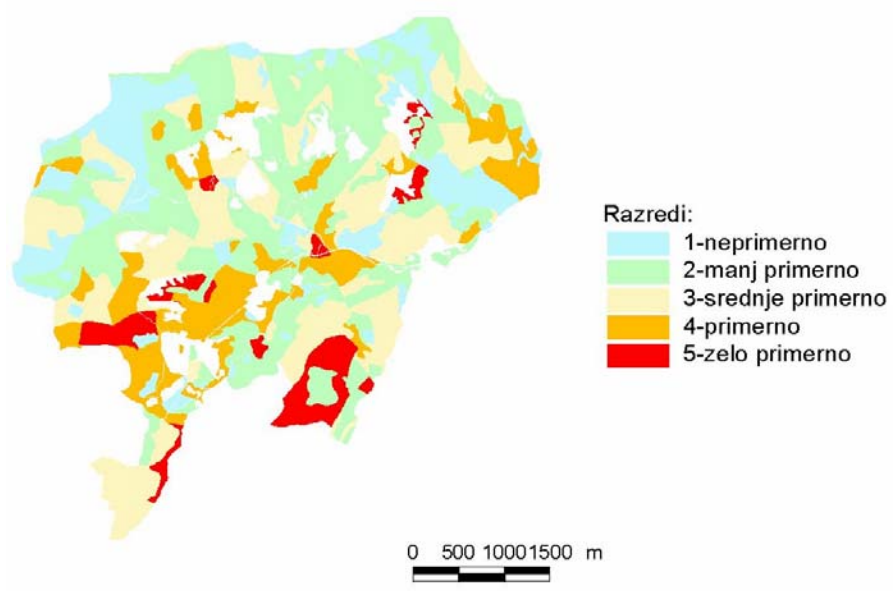 Razredi:
1-neprimerno
2-manj primerno
3-srednje primerno
4-primerno
5-zelo primerno
0 500 10001500 m